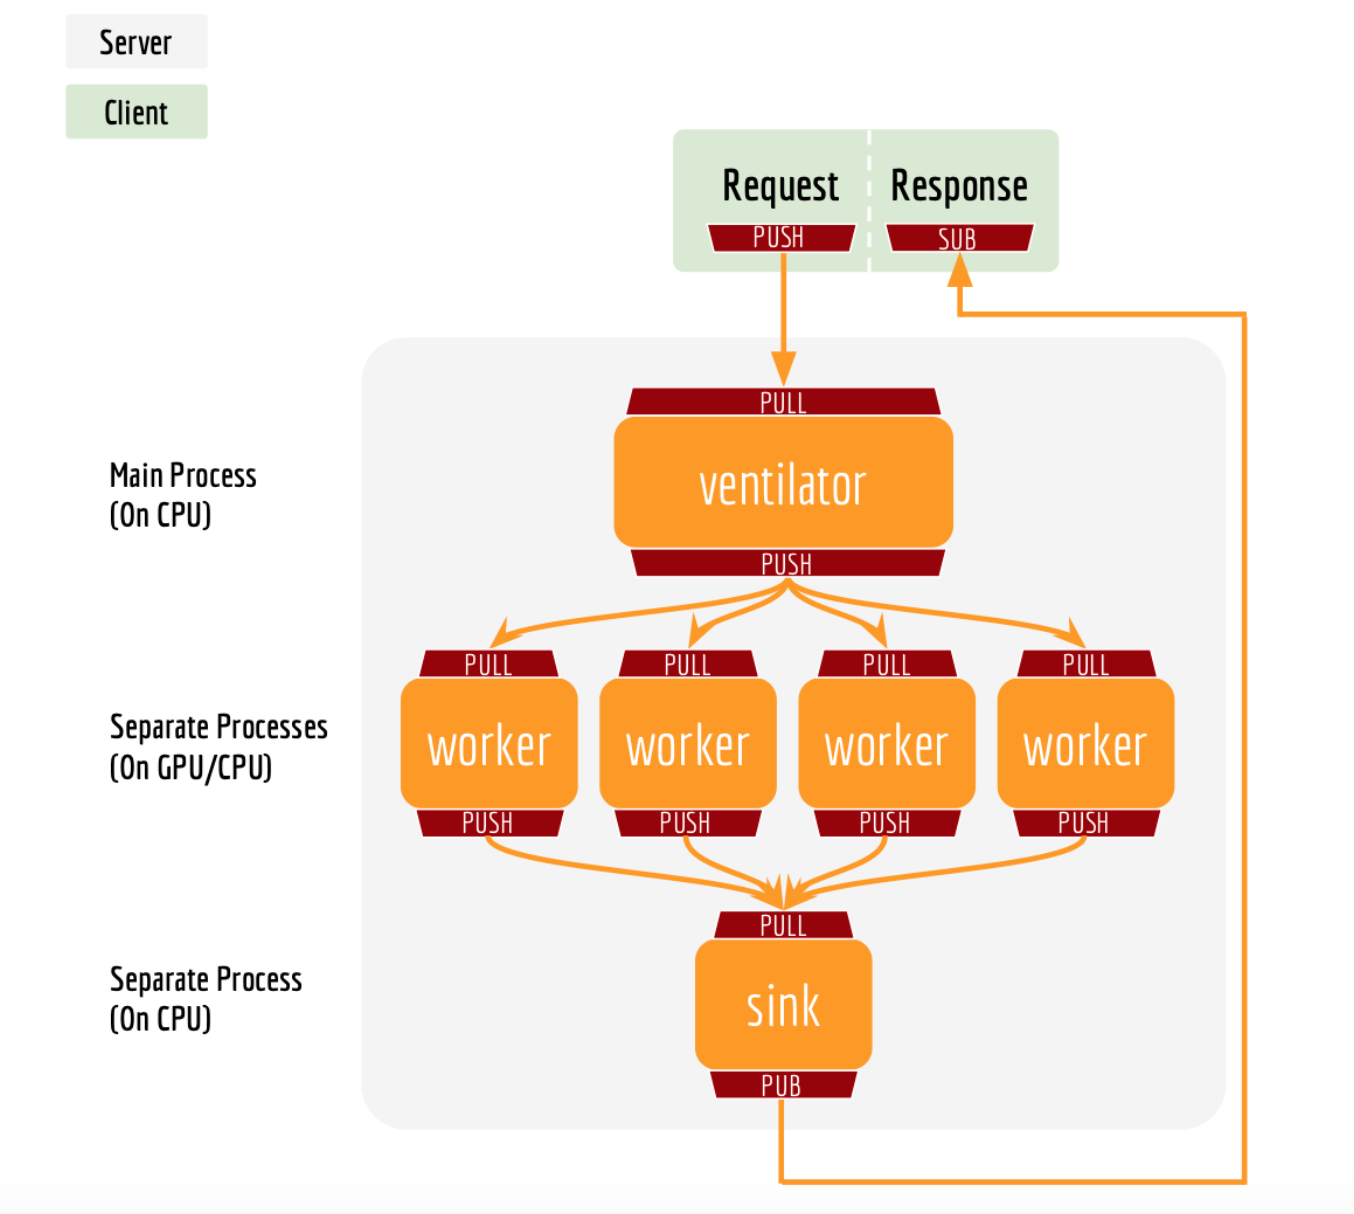 Server
Client
Request
Response
PUSH
SUB
PULL
Main Process
(On CPU)
ventilator
PUSH
PULL
PULL
PULL
PULL
Separate Processes
(On GPU/CPU)
worker
worker
worker
worker
PUSH
PUSH
PUSH
PUSH
PULL
Separate Process
(On CPU)
sink
PUB